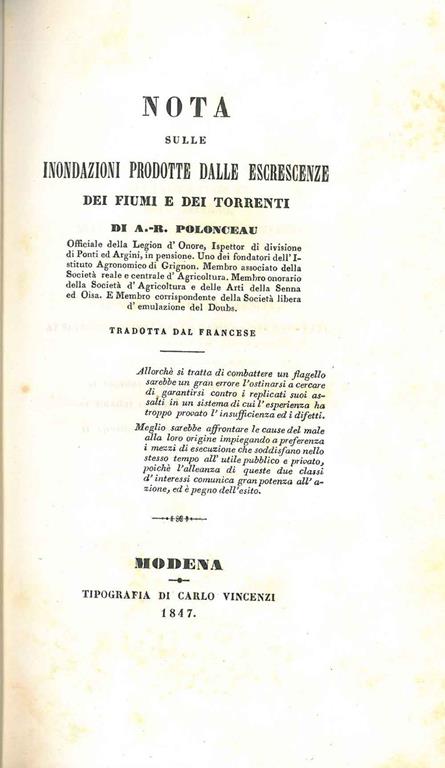 NOTA
SULLE
INONDAZIONI PRODOTTE DALLE ESCRESCENZE
DEI FIUMI E DEI TORRENTI
DI A.-R. POLONCEAU
Officiale della Legion d' Onore, Ispettor di divisione
di Ponti ed Argini, in pensione. Uno dei fondatori dell' I-
stituto Agronomico di Grignon. Membro associato della
Società reale e centrale d' Agricoltura. Membro onorario
della Società d' Agricoltura e delle Arti della Senna
ed Oisa. E Membro corrispondente della Società libera
d' emulazione del Doubs.
TRADOTTA DAL FRANCESE
Allorchè si tratta di combattere un flagello
sarebbe un gran errore l'ostinarsi a cercare
di garantirsi contro i replicati suoi as-
salti in un sistema di cui l'esperienza ha
troppo provato l'insufficienza ed i difetti.
Meglio sarebbe affrontare le cause del male
alla loro origine impiegando a preferenza
i mezzi di esecuzione che soddisfano nello
stesso tempo all'utile pubblico e privato,
poichè l'alleanza di queste due classi
d'interessi comunica gran potenza all' a-
zione, ed è pegno dell'esito.
MODENA
TIPOGRAFIA DI CARLO VINCENZI
1847.